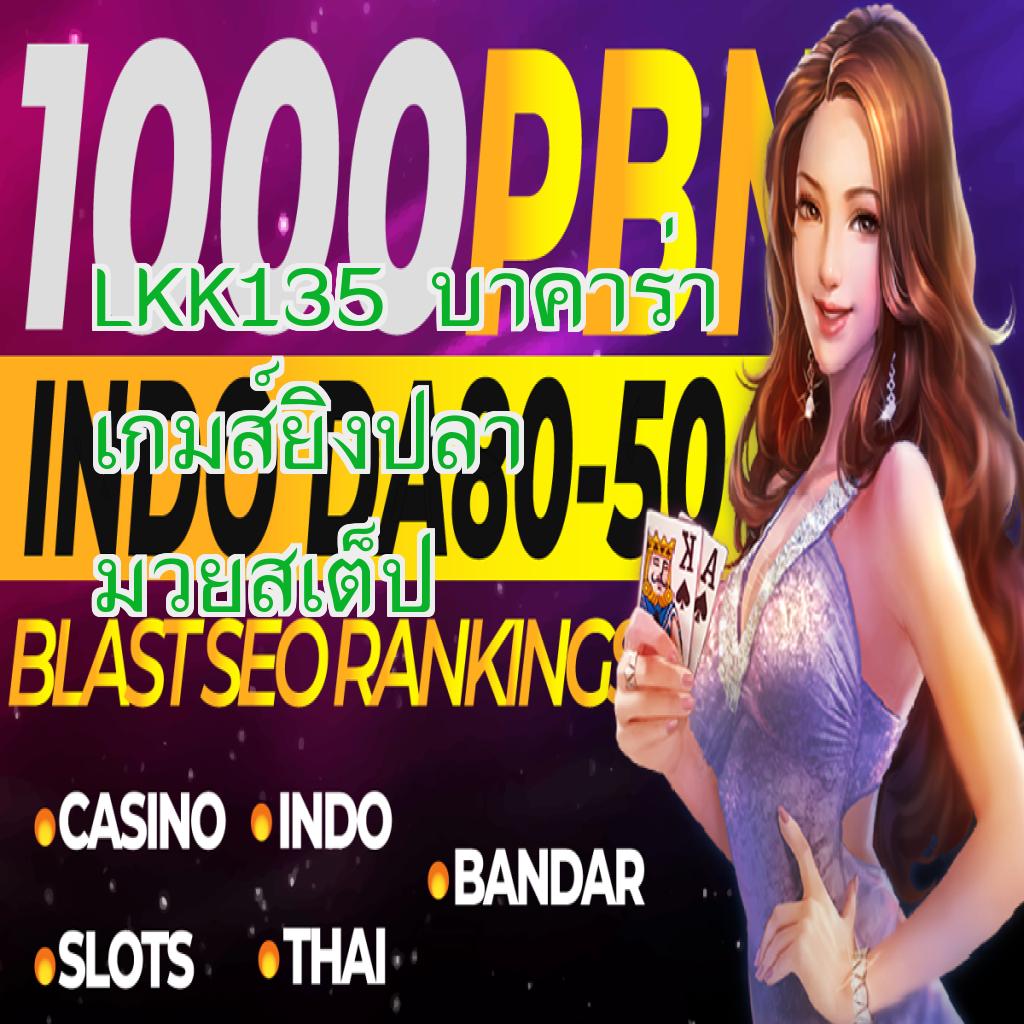 1000PBN
LKK135 บาคาร่า
INDO DA80-50
เกมส์ยิงปลา
มวยสเต็ป
BLAST SEO RANKINGS
K A
CASINO
INDO
BANDAR
SLOTS
THAI